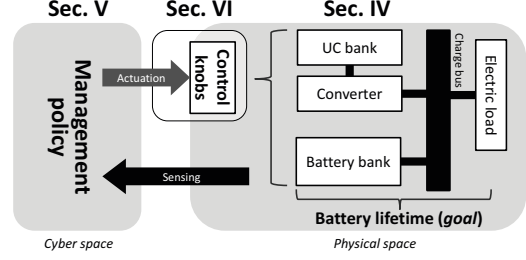 Sec. V
Sec. VI
Sec. IV
Management
policy
Actuation
Control
knobs
UC bank
Converter
Battery bank
Charge bus
Electric load
Sensing
Battery lifetime (goal)
Cyber space
Physical space